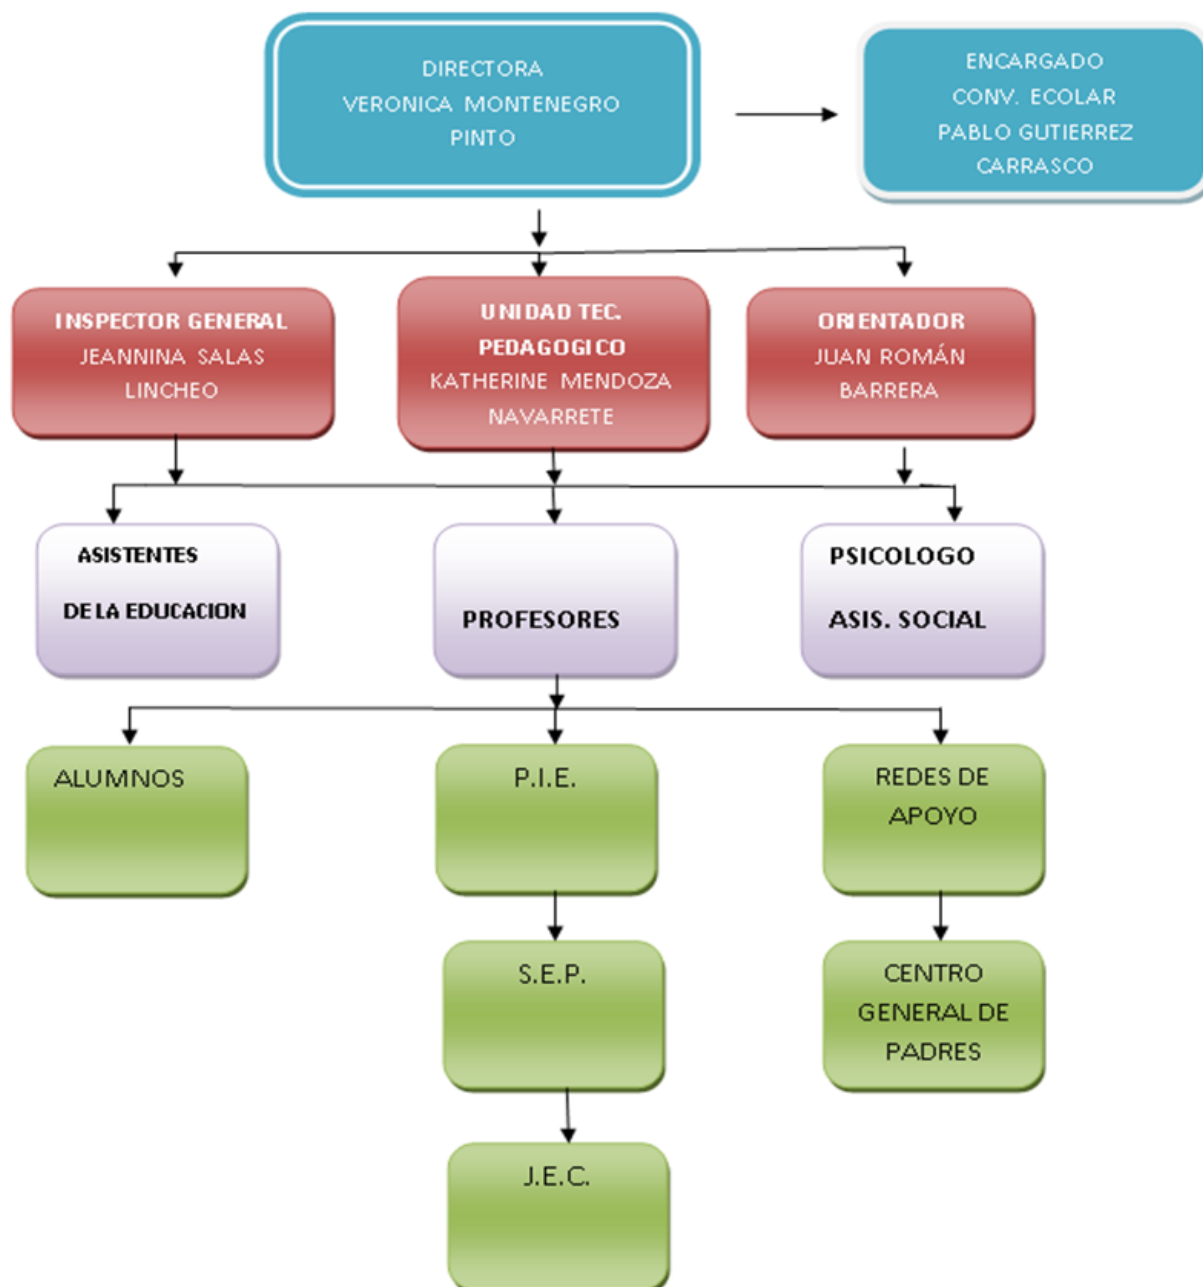 DIRECTORA
VERONICA MONTENEGRO
PINTO
ENCARGADO
CONV. ECOLAR
PABLO GUTIERREZ
CARRASCO
INSPECTOR GENERAL
JEANNINA SALAS
LINCHEO
UNIDAD TEC.
PEDAGOGICO
KATHERINE MENDOZA
NAVARRETE
ORIENTADOR
JUAN ROMÁN
BARRERA
ASISTENTES
DE LA EDUCACION
PROFESORES
PSICOLOGO
ASIS. SOCIAL
ALUMNOS
P.I.E.
REDES DE
APOYO
S.E.P.
CENTRO
GENERAL DE
PADRES
J.E.C.